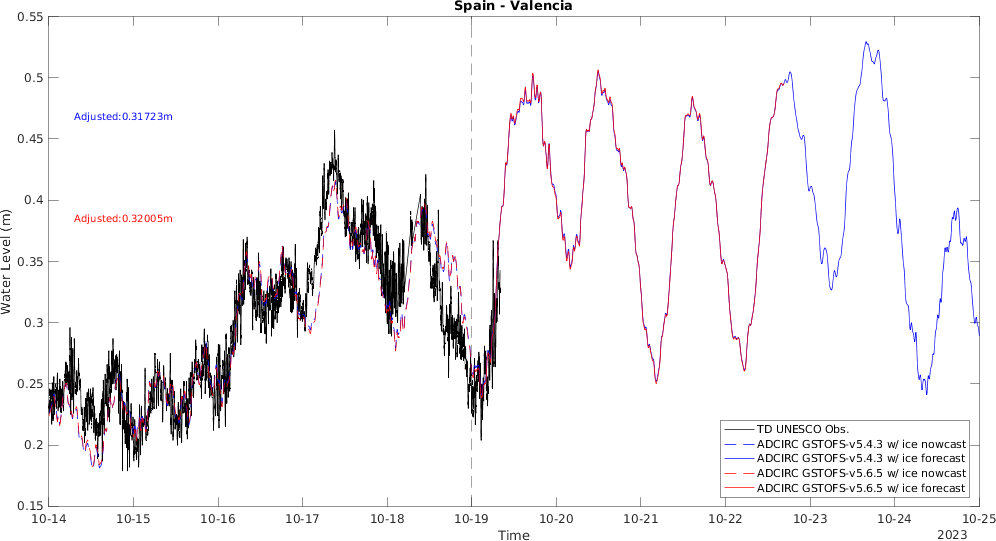 Spain - Valencia
0.55
0.5
0.45
0.4
0.35
0.3
0.25
0.2
0.15
Water Level (m)
Adjusted:0.31723m
Adjusted:0.32005m
TD UNESCO Obs.
ADCIRC GSTOFS-v5.4.3 w/ ice nowcast
ADCIRC GSTOFS-v5.4.3 w/ ice forecast
ADCIRC GSTOFS-v5.6.5 w/ ice nowcast
ADCIRC GSTOFS-v5.6.5 w/ ice forecast
10-14 10-15 10-16 10-17 10-18 10-19 10-20 10-21 10-22 10-23 10-24 10-25
Time
2023